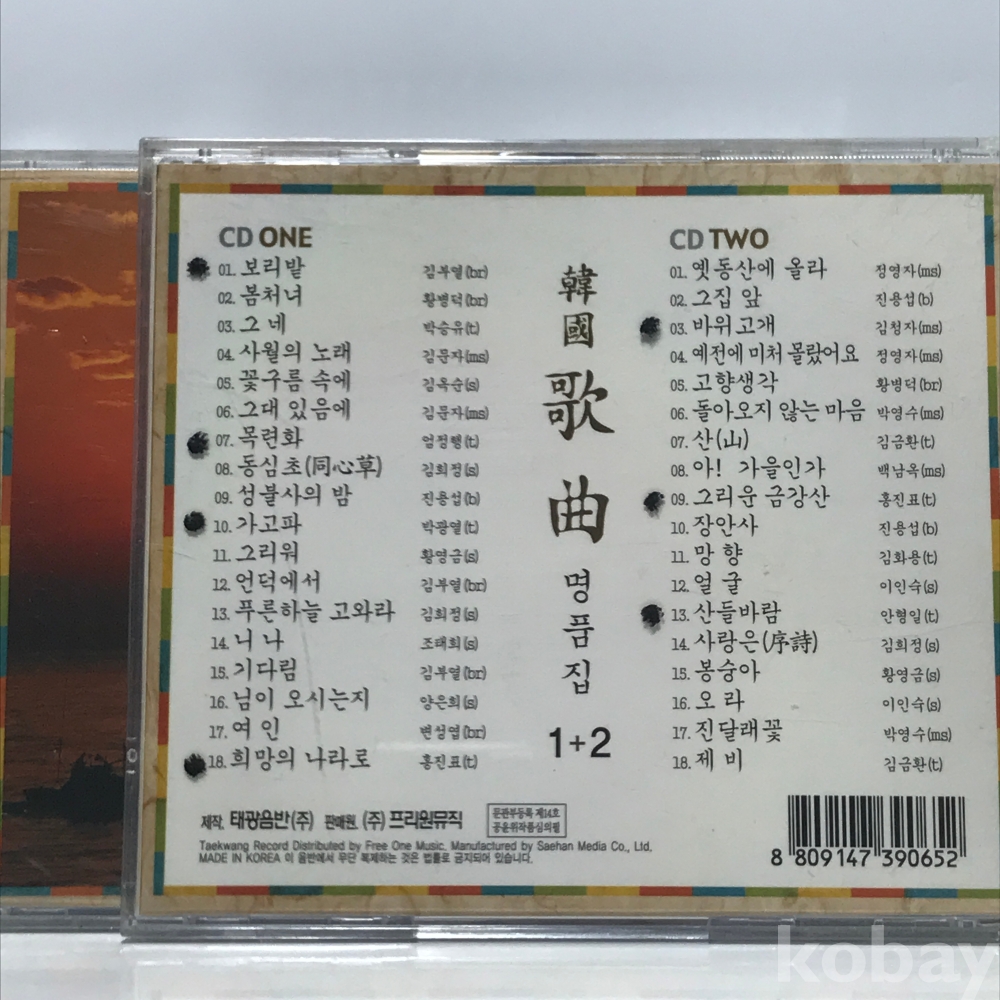 CD ONE
01. 보리밭 김부열(br)
02. 봄처녀 황병덕(br)
03. 그 네 박승유(t)
04. 사월의 노래 김문자(ms)
05. 꽃구름 속에 김옥순(s)
06. 그대 있음에 김문자(ms)
07. 목련화 엄정행(t)
08. 동심초(同心草) 김희정(s)
09. 성불사의 밤 진용섭(b)
10. 가고파 박광열(t)
11. 그리워 황영금(s)
12. 언덕에서 김부열(br)
13. 푸른하늘 고와라 김희정(s)
14. 니 나 조태희(s)
15. 기다림 김부열(br)
16. 님이 오시는지 양은희(s)
17. 여 인 변성엽(br)
18. 희망의 나라로 홍진표(t)
韓
國
歌
曲
명
품
집
1+2
CD TWO
01. 옛 동산에 올라 정영자(ms)
02. 그집 앞 진용섭(b)
03. 바위고개 김청자(ms)
04. 예전에 미처 몰랐어요 정영자(ms)
05. 고향생각 황병덕(br)
06. 돌아오지 않는 마음 박영수(ms)
07. 산(山) 김금환(t)
08. 아! 가을인가 백남옥(ms)
09. 그리운 금강산 홍진표(t)
10. 장안사 진용섭(b)
11. 망 향 김화용(t)
12. 얼 굴 이인숙(s)
13. 산들바람 안형일(t)
14. 사랑은(序詩) 김희정(s)
15. 봉숭아 황영금(s)
16. 오 라 이인숙(s)
17. 진달래꽃 박영수(ms)
18. 제 비 김금환(t)
제작. 태광음반(주) 판매원. (주)프리원뮤직
문관부등록 제14호
공윤위작품심의필
Taekwang Record Distributed by Free One Music, Manufactured by Saehan Media Co., Ltd,
MADE IN KOREA 이 음반에서 무단 복제하는 것은 법률로 금지되어 있습니다.
8 809147 390652
kobay